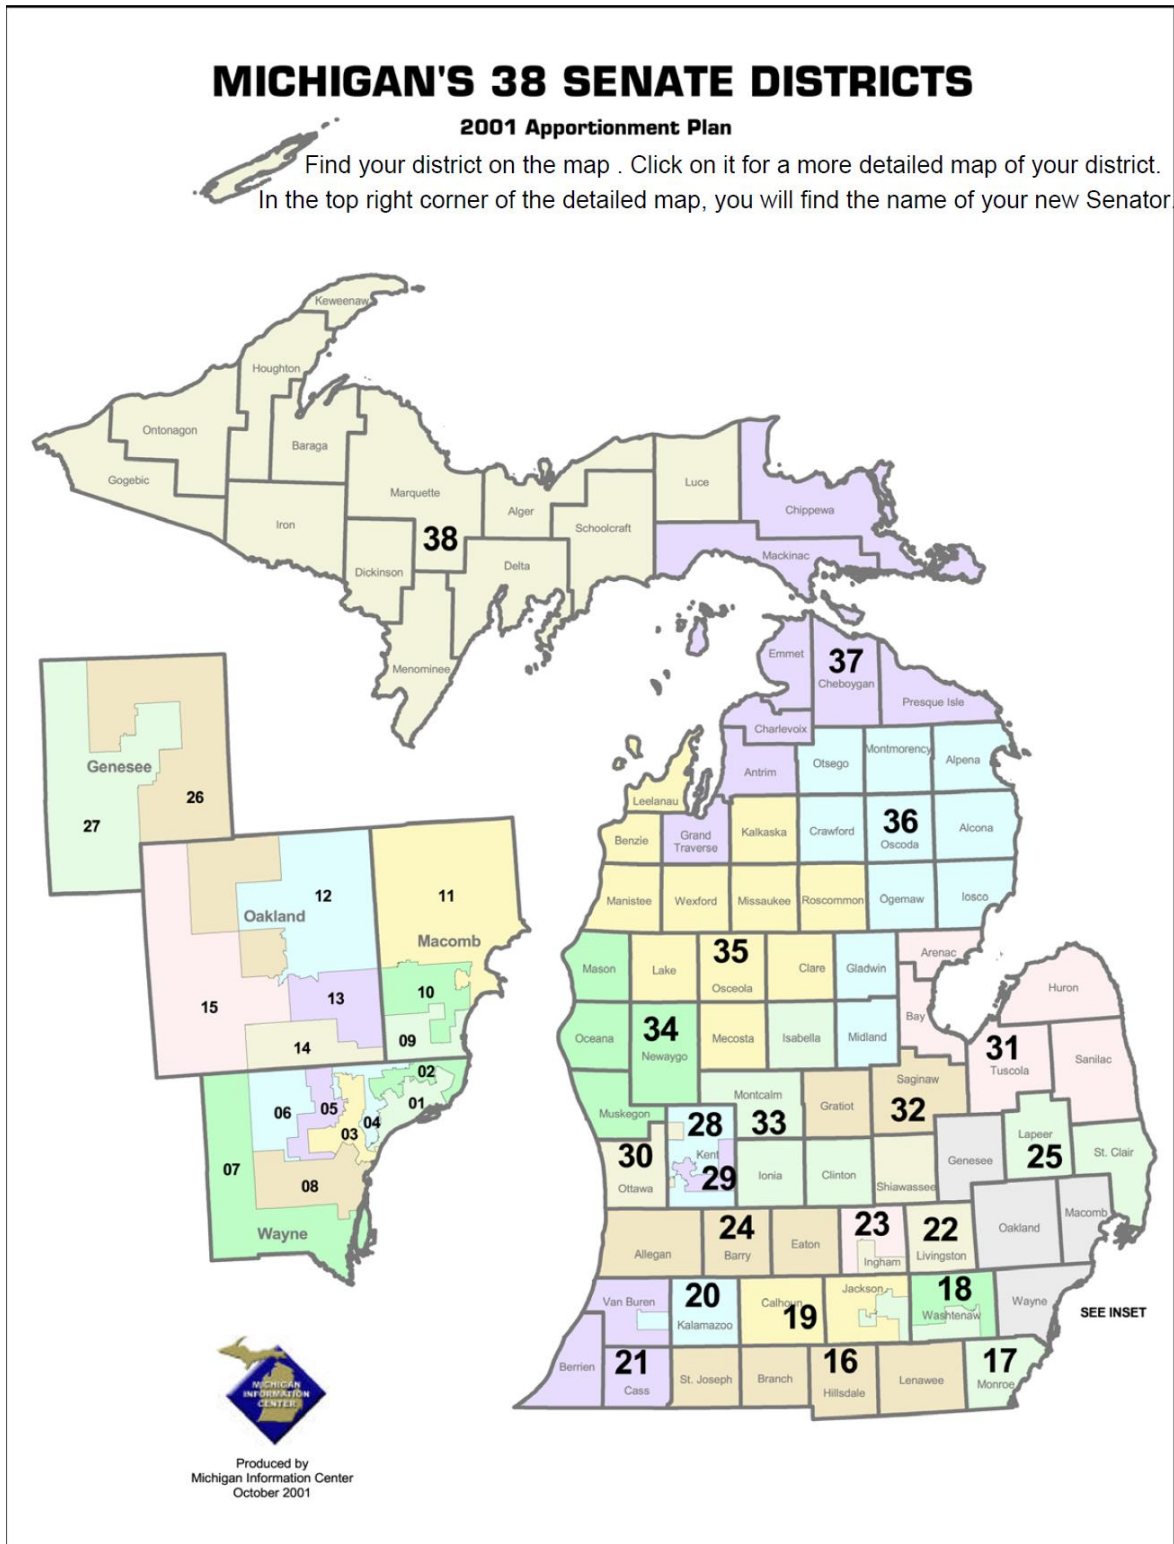 MICHIGAN'S 38 SENATE DISTRICTS
2001 Apportionment Plan
Find your district on the map . Click on it for a more detailed map of your district.
In the top right corner of the detailed map, you will find the name of your new Senator.
Keweenaw
Houghton
Ontonagon
Baraga
Gogebic
Marquette
Luce
Iron
Alger
Chippewa
Schoolcraft
38
Mackinac
Dickinson
Delta
Menominee
Emmet
37
Cheboygan
Presque Isle
Charlevoix
Antrim
Otsego
Montmorency
Alpena
Leelanau
Benzie
Grand
Traverse
Kalkaska
Crawford
36
Oscoda
Alcona
Manistee
Wexford
Missaukee
Roscommon
Ogemaw
Iosco
Mason
Lake
35
Osceola
Clare
Gladwin
Arenac
Huron
Oceana
34
Newaygo
Mecosta
Isabella
Midland
Bay
31
Tuscola
Sanilac
Muskegon
Montcalm
33
Gratiot
Saginaw
32
28
Kent
29
30
Ottawa
Ionia
Clinton
Shiawassee
Genesee
Lapeer
25
St. Clair
Allegan
24
Barry
Eaton
23
Ingham
22
Livingston
Oakland
Macomb
Van Buren
20
Kalamazoo
Calhoun
19
Jackson
18
Washtenaw
Wayne
SEE INSET
Berrien
21
Cass
St. Joseph
Branch
16
Hillsdale
Lenawee
17
Monroe
Genesee
26
27
12
11
Oakland
Macomb
15
13
10
14
09
02
06
05
01
04
03
07
08
Wayne
MICHIGAN
INFORMATION
CENTER
Produced by
Michigan Information Center
October 2001